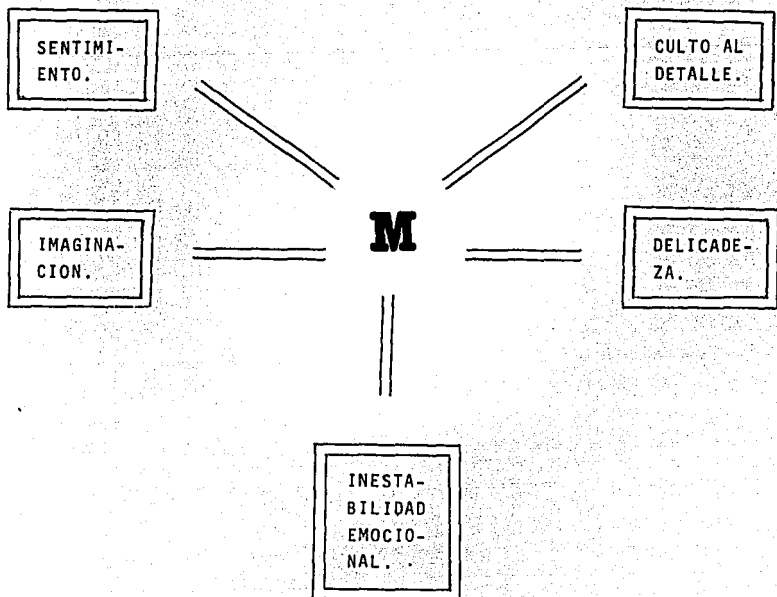 SENTIMI-
ENTO.
CULTO AL
DETALLE.
M
IMAGINA-
CION.
DELICADE-
ZA.
INESTA-
BILIDAD
EMOCIO-
NAL.